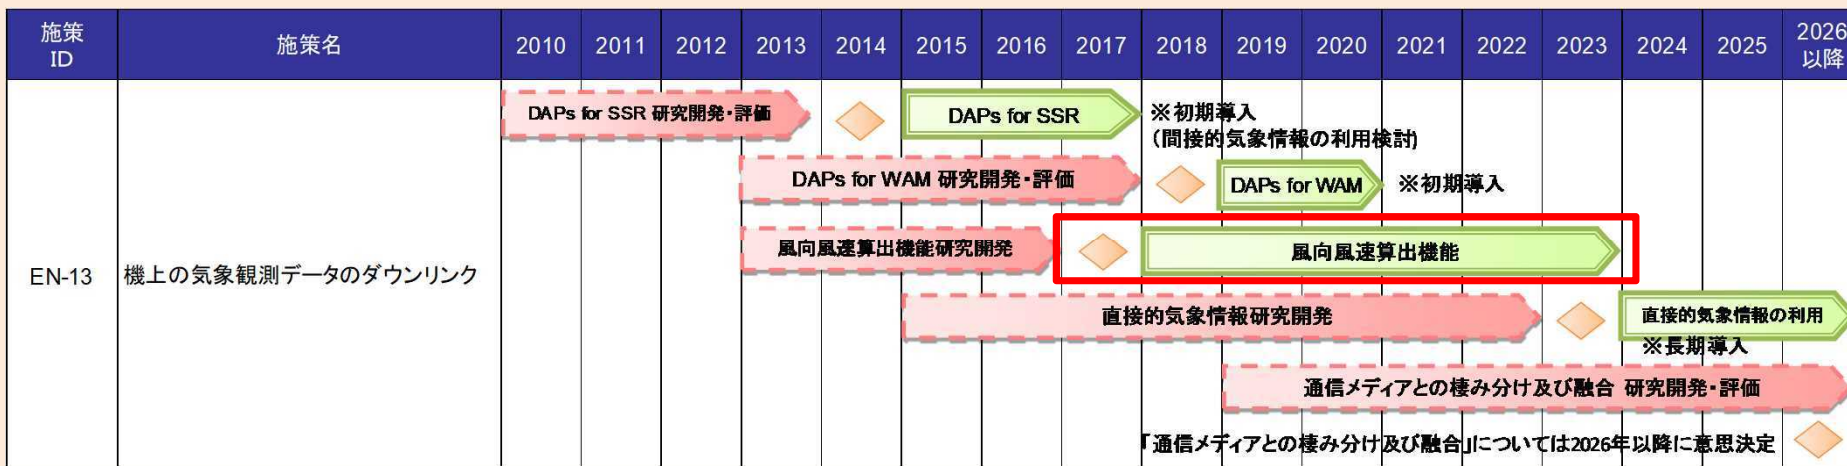 施策
ID
施策名
2010 2011 2012 2013 2014 2015 2016 2017 2018 2019 2020 2021 2022 2023 2024 2025 2026
以降
DAPs for SSR 研究開発・評価
DAPs for SSR
※初期導入
(間接的気象情報の利用検討)
DAPs for WAM 研究開発・評価
DAPs for WAM
※初期導入
風向風速算出機能研究開発
風向風速算出機能
EN-13
機上の気象観測データのダウンリンク
直接的気象情報研究開発
直接的気象情報の利用
※長期導入
通信メディアとの棲み分け及び融合 研究開発・評価
「通信メディアとの棲み分け及び融合」については2026年以降に意思決定